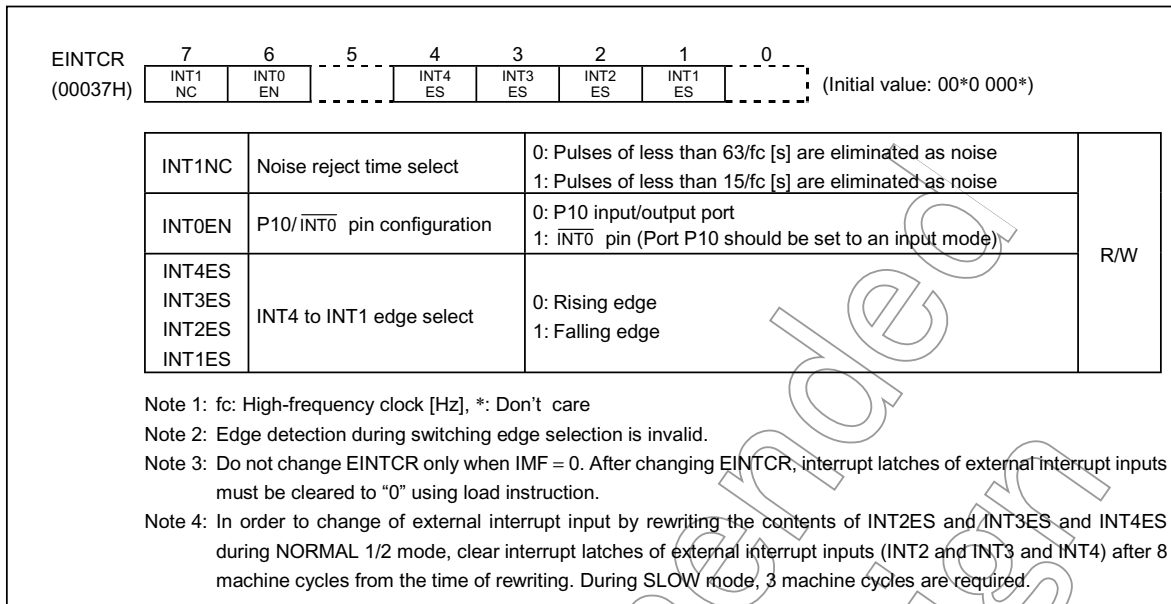 EINTCR 7 6 5 4 3 2 1 0
(00037H) INT1 NC INT0 EN INT4 ES INT3 ES INT2 ES INT1 ES (Initial value: 00*0 000*)
INT1NC Noise reject time select 0: Pulses of less than 63/fc [s] are eliminated as noise
1: Pulses of less than 15/fc [s] are eliminated as noise
INT0EN P10/INT0 pin configuration 0: P10 input/output port
1: INT0 pin (Port P10 should be set to an input mode)
R/W
INT4ES
INT3ES
INT2ES
INT1ES
INT4 to INT1 edge select
0: Rising edge
1: Falling edge
Note 1: fc: High-frequency clock [Hz], *: Don't care
Note 2: Edge detection during switching edge selection is invalid.
Note 3: Do not change EINTCR only when IMF = 0. After changing EINTCR, interrupt latches of external interrupt inputs
must be cleared to “0” using load instruction.
Note 4: In order to change of external interrupt input by rewriting the contents of INT2ES and INT3ES and INT4ES
during NORMAL 1/2 mode, clear interrupt latches of external interrupt inputs (INT2 and INT3 and INT4) after 8
machine cycles from the time of rewriting. During SLOW mode, 3 machine cycles are required.